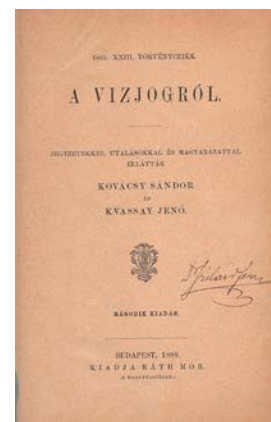 1885. XXIII. TÖRVÉNYCZIKK
A VIZJOGRÓL.
JEGYZETEKKEL, UTALÁSOKKAL ÉS MAGYARÁZATTAL
ELLÁTTÁK
KOVÁCSY SÁNDOR
ÉS
KVASSAY JENŐ.
MÁSODIK KIADÁS.
BUDAPEST, 1889.
KIADJA RÁTH MÓR.